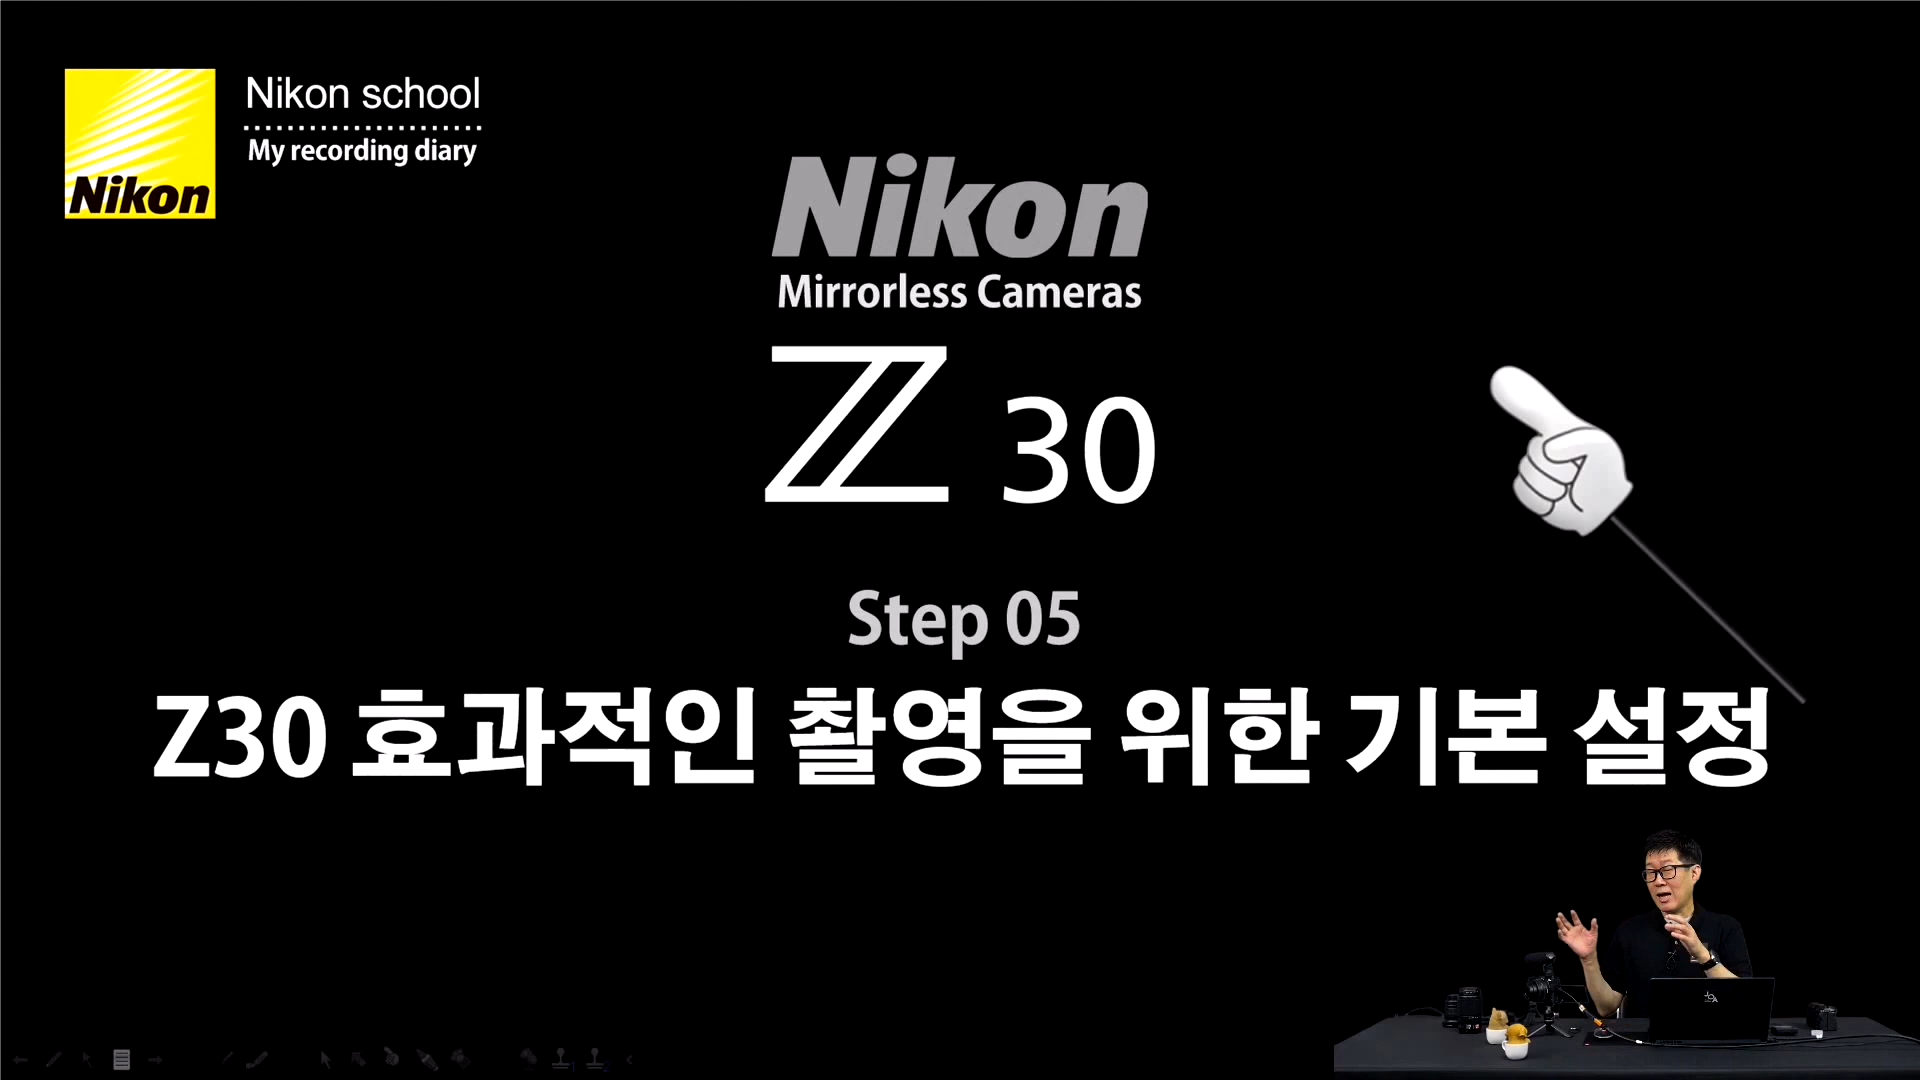 Nikon
Nikon school
My recording diary
Nikon
Mirrorless Cameras
Z 30
Step 05
Z30 효과적인 촬영을 위한 기본 설정